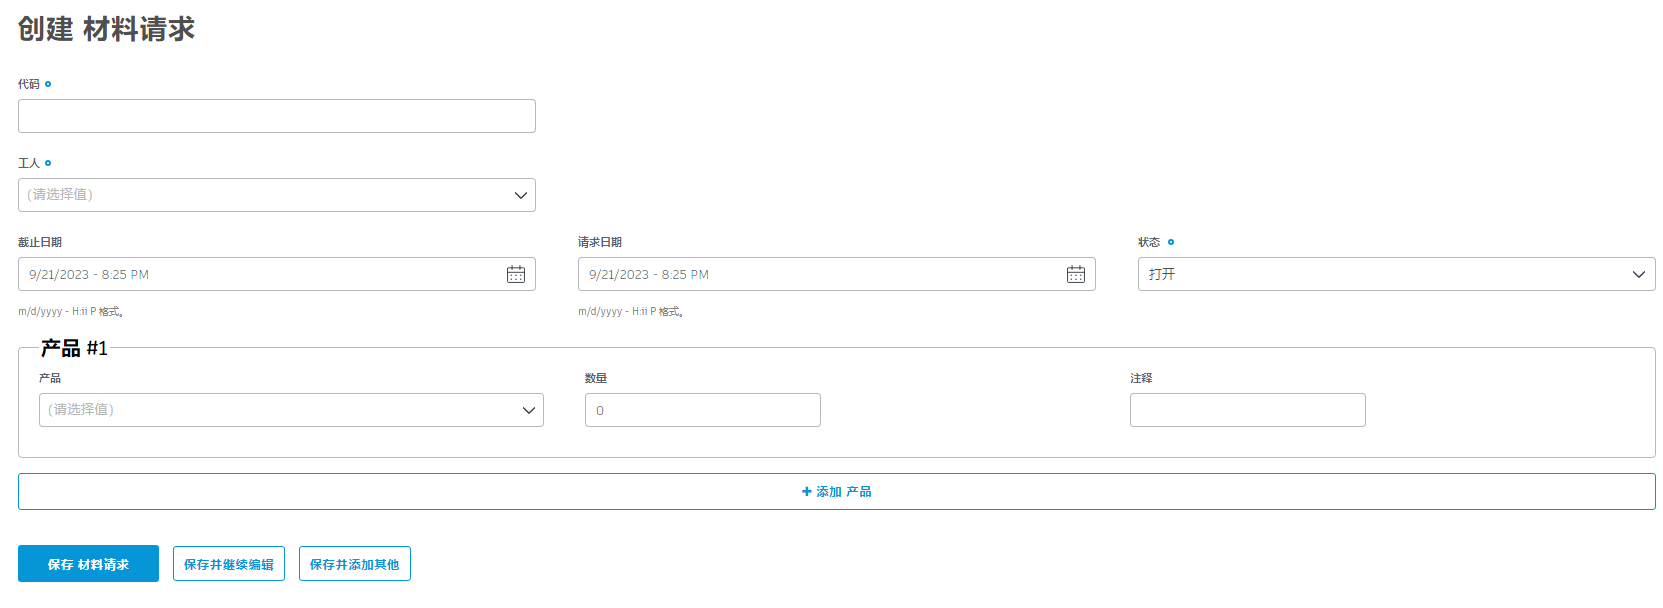 创建 材料请求
代码
工人
(请选择值)
截止日期 请求日期 状态
9/21/2023 - 8:25 PM 9/21/2023 - 8:25 PM 打开
m/d/yyyy - H:ii P 格式。 m/d/yyyy - H:ii P 格式。
产品 #1
产品 数量 注释
(请选择值) 0
+ 添加 产品
保存 材料请求 保存并继续编辑 保存并添加其他